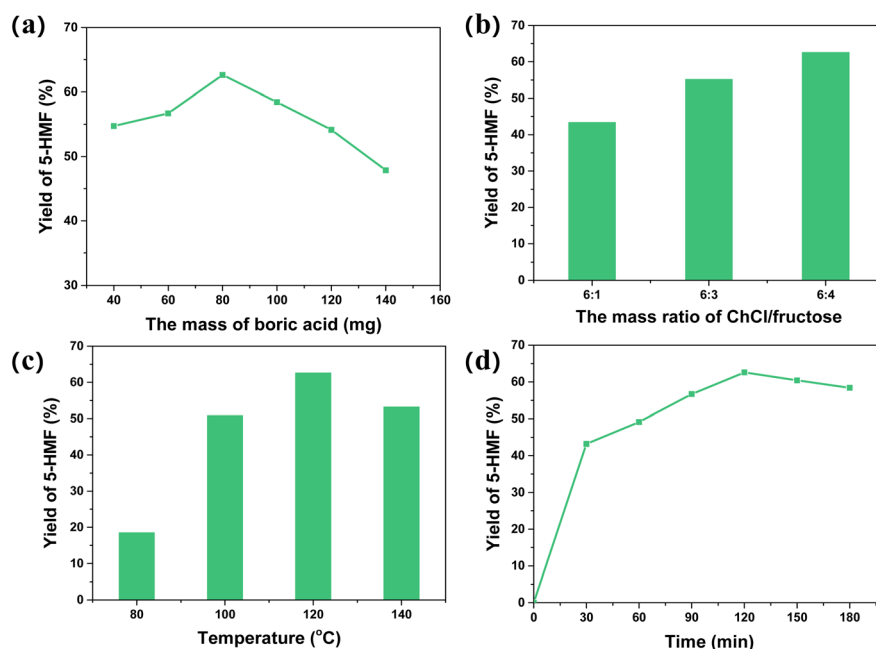 (a)
Yield of 5-HMF (%)
70
60
50
40
30
40 60 80 100 120 140 160
The mass of boric acid (mg)
(b)
Yield of 5-HMF (%)
70
60
50
40
30
20
10
0
6:1 6:3 6:4
The mass ratio of ChCl/fructose
(c)
Yield of 5-HMF (%)
70
60
50
40
30
20
10
0
80 100 120 140
Temperature (°C)
(d)
Yield of 5-HMF (%)
70
60
50
40
30
20
10
0
0 30 60 90 120 150 180
Time (min)